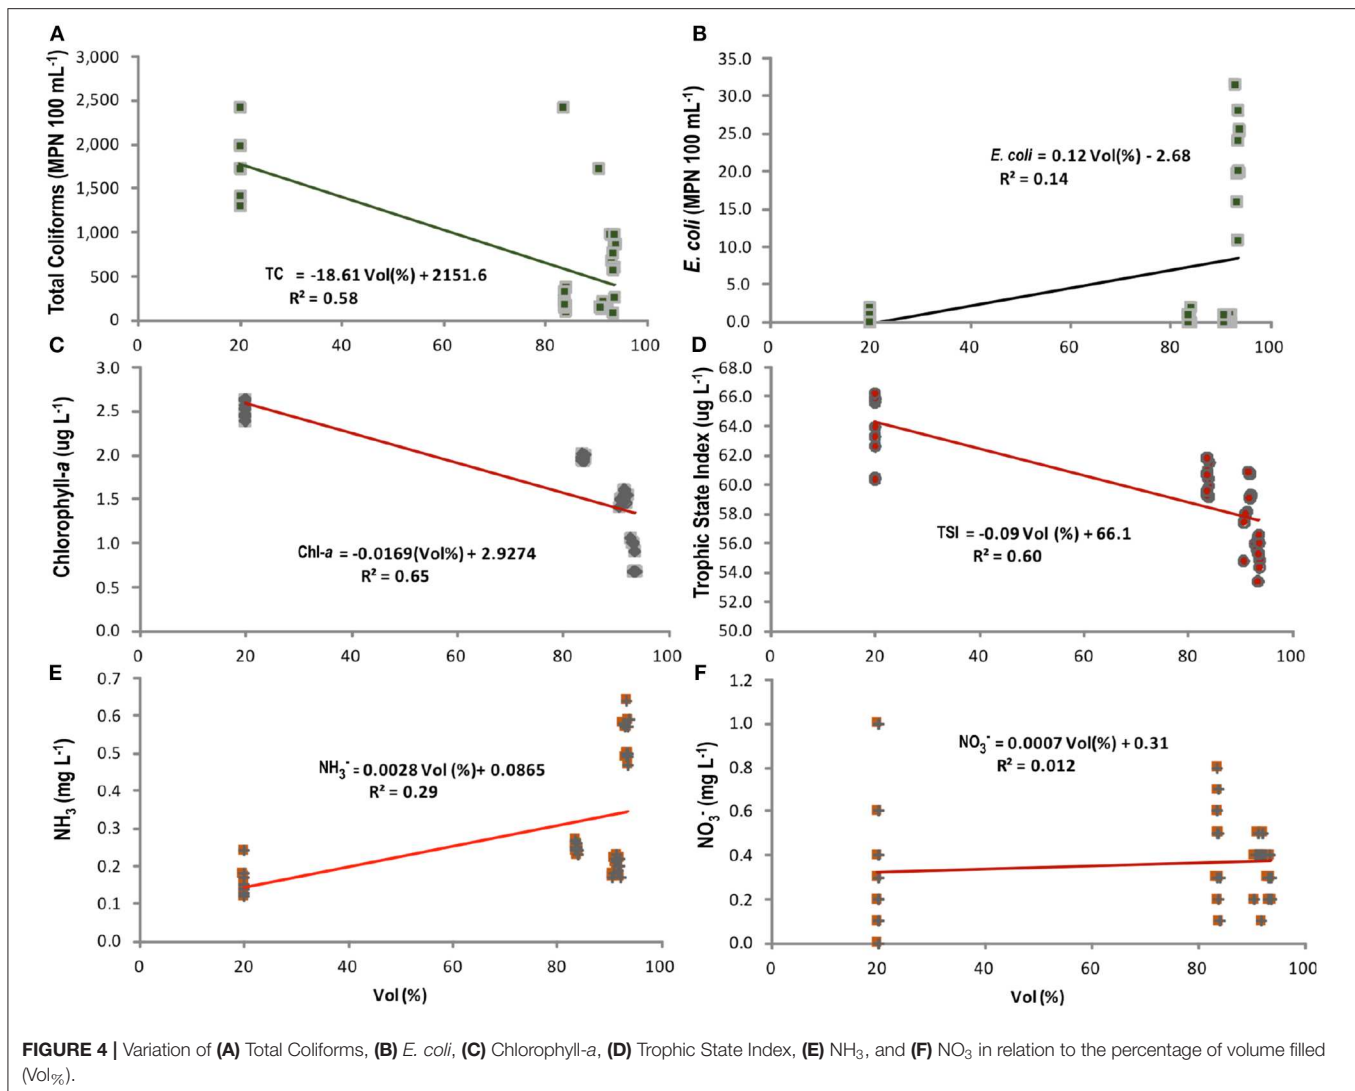 A
Total Coliforms (MPN 100 mL-1)
3,000
2,500
2,000
1,500
1,000
500
0
TC = -18.61 Vol(%) + 2151.6
R² = 0.58
0 20 40 60 80 100
B
E. coli (MPN 100 mL-1)
35.0
30.0
25.0
20.0
15.0
10.0
5.0
0.0
E. coli = 0.12 Vol(%) - 2.68
R² = 0.14
0 20 40 60 80 100
C
Chlorophyll-a (ug L-1)
3.0
2.5
2.0
1.5
1.0
0.5
0.0
Chl-a = -0.0169(Vol%) + 2.9274
R² = 0.65
0 20 40 60 80 100
D
Trophic State Index (ug L-1)
68.0
66.0
64.0
62.0
60.0
58.0
56.0
54.0
52.0
50.0
TSI = -0.09 Vol (%) + 66.1
R² = 0.60
0 20 40 60 80 100
E
NH3 (mg L-1)
0.7
0.6
0.5
0.4
0.3
0.2
0.1
0.0
NH3- = 0.0028 Vol (%)+ 0.0865
R² = 0.29
0 20 40 60 80 100
Vol (%)
F
NO3- (mg L-1)
1.2
1.0
0.8
0.6
0.4
0.2
0.0
NO3- = 0.0007 Vol(%) + 0.31
R² = 0.012
0 20 40 60 80 100
Vol (%)
FIGURE 4 | Variation of (A) Total Coliforms, (B) E. coli, (C) Chlorophyll-a, (D) Trophic State Index, (E) NH3, and (F) NO3 in relation to the percentage of volume filled
(Vol%).